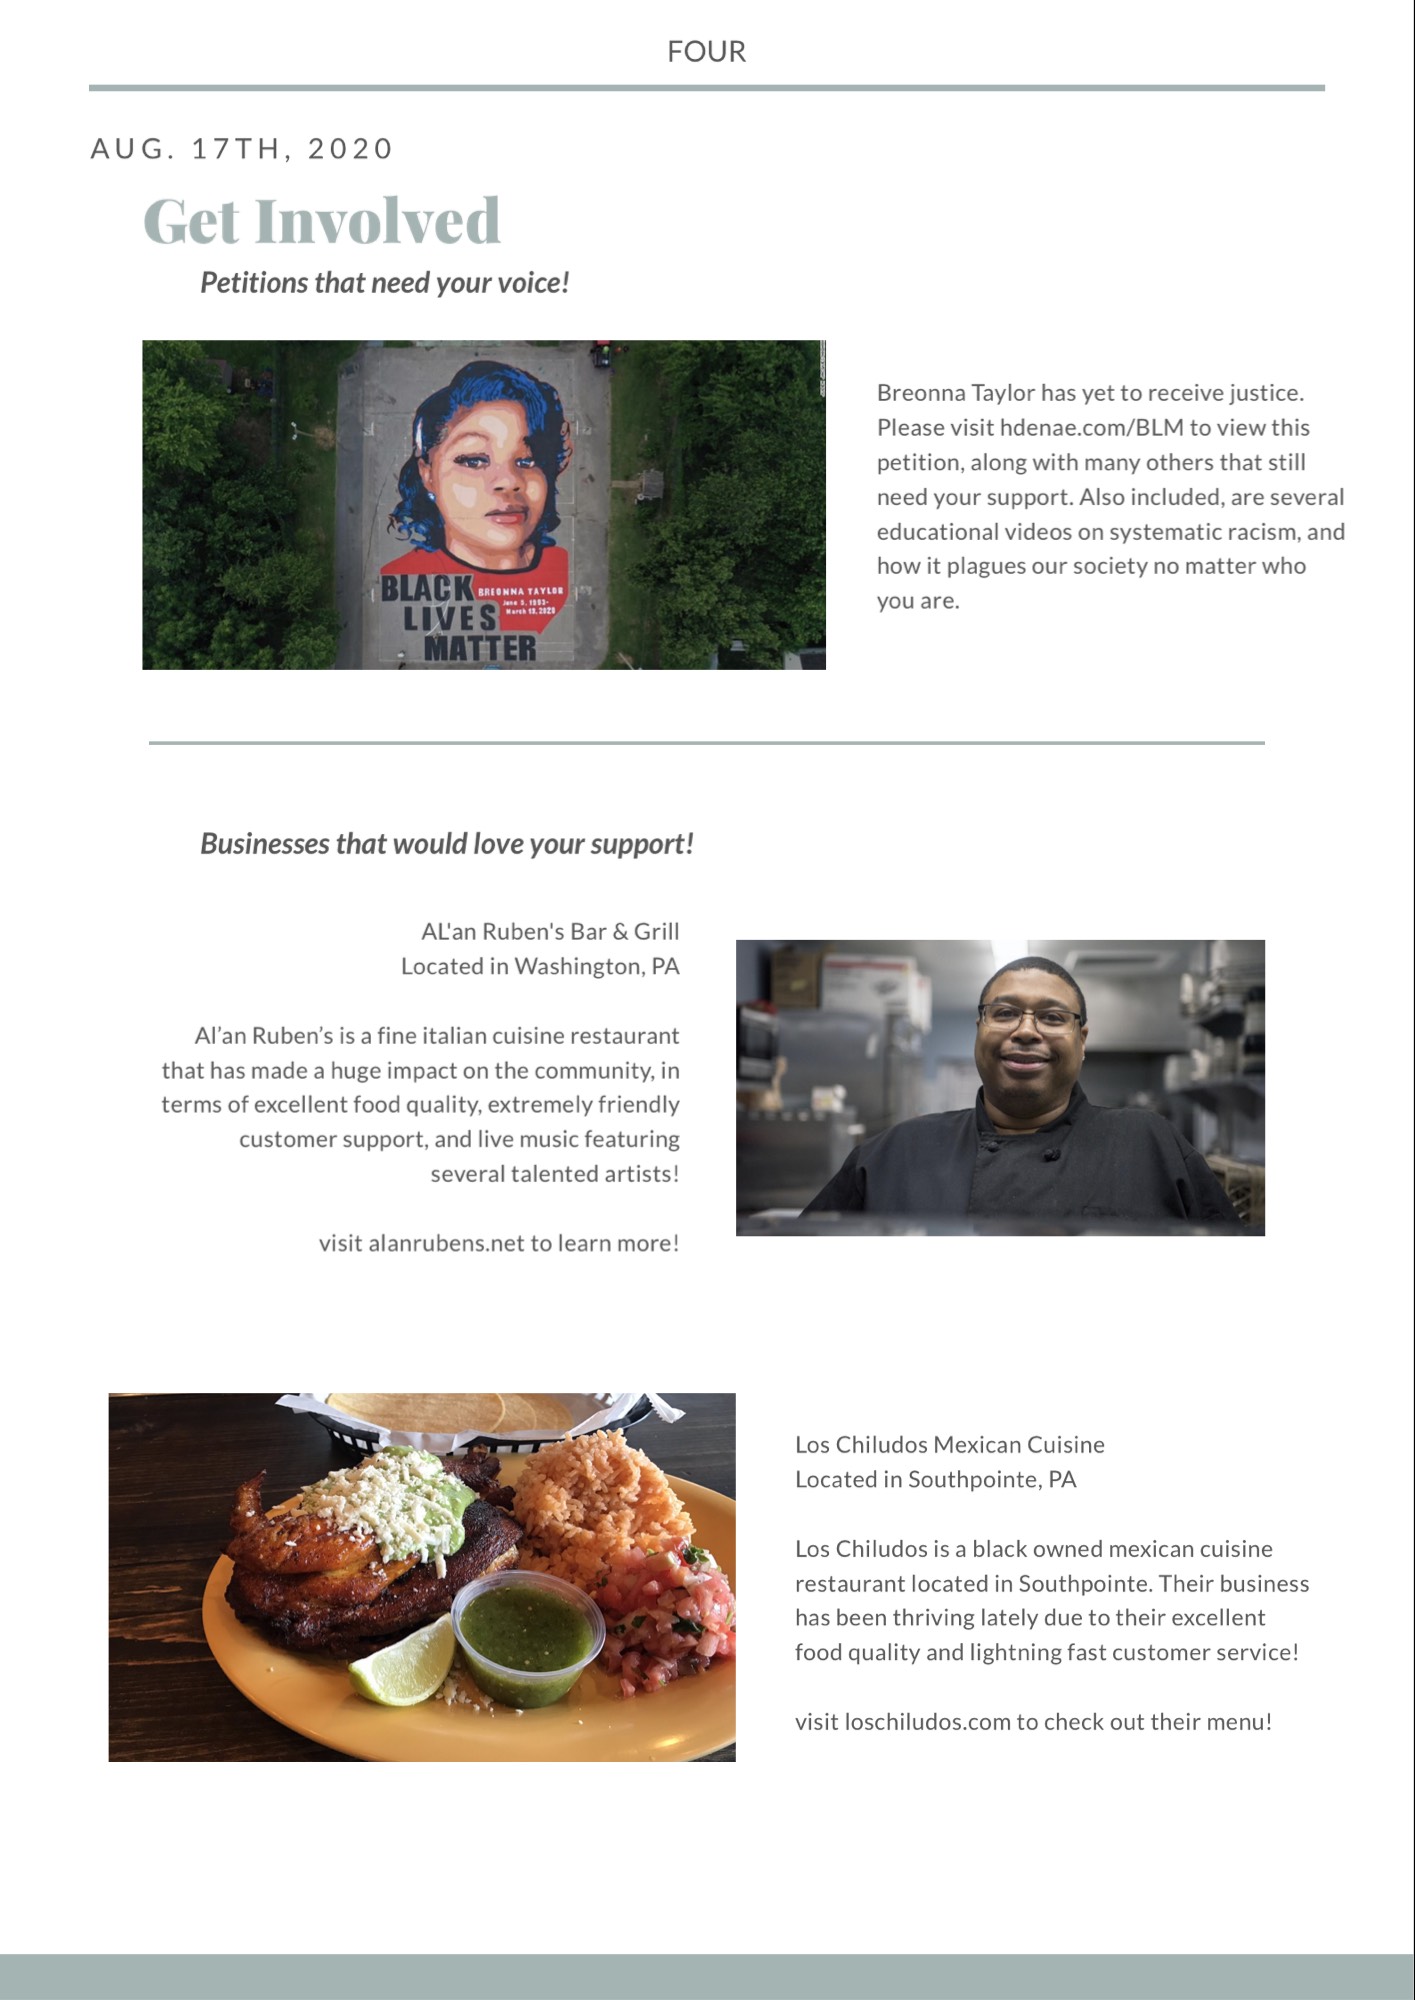 FOUR
AUG. 17TH, 2020
Get Involved
Petitions that need your voice!
BLACK
LIVES
MATTER
BREONNA TAYLOR
June 5, 1993-
March 13, 2020
Breonna Taylor has yet to receive justice.
Please visit hdenae.com/BLM to view this
petition, along with many others that still
need your support. Also included, are several
educational videos on systematic racism, and
how it plagues our society no matter who
you are.
Businesses that would love your support!
AL'an Ruben's Bar & Grill
Located in Washington, PA
Al’an Ruben’s is a fine italian cuisine restaurant
that has made a huge impact on the community, in
terms of excellent food quality, extremely friendly
customer support, and live music featuring
several talented artists!
visit alanrubens.net to learn more!
Los Chiludos Mexican Cuisine
Located in Southpointe, PA
Los Chiludos is a black owned mexican cuisine
restaurant located in Southpointe. Their business
has been thriving lately due to their excellent
food quality and lightning fast customer service!
visit loschiludos.com to check out their menu!